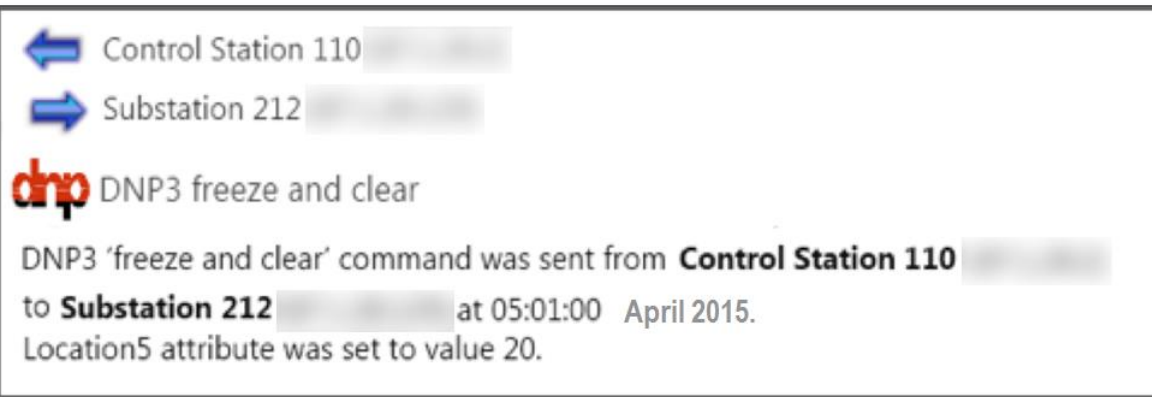 Control Station 110
Substation 212
dnp DNP3 freeze and clear
DNP3 ‘freeze and clear’ command was sent from Control Station 110
to Substation 212 at 05:01:00 April 2015.
Location5 attribute was set to value 20.